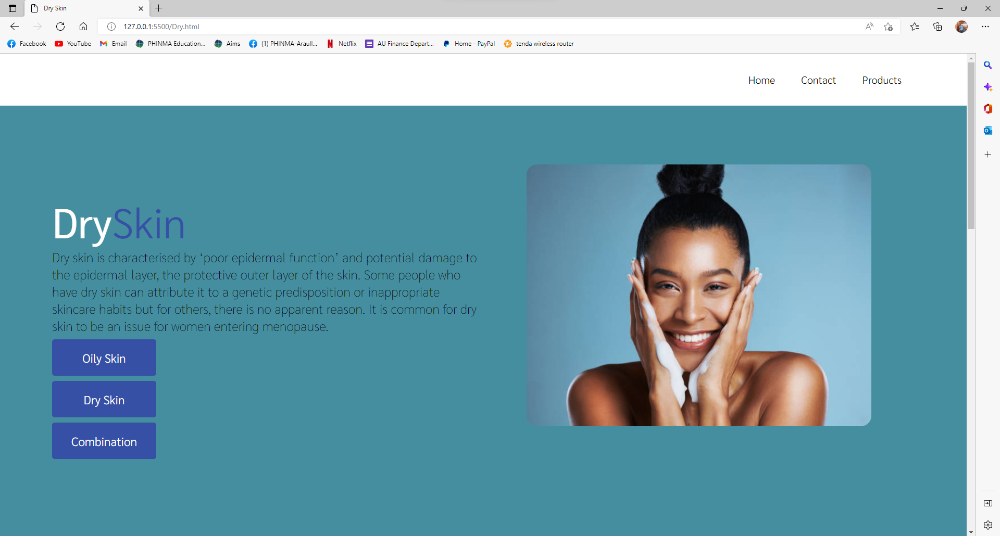 Dry Skin
127.0.0.1:5500/Dry.html
Facebook
YouTube
Email
PHINMA Education...
Aims
(1) PHINMA-Araull...
Netflix
AU Finance Depart...
Home - PayPal
tenda wireless router
Home
Contact
Products
DrySkin
Dry skin is characterised by ‘poor epidermal function’ and potential damage to
the epidermal layer, the protective outer layer of the skin. Some people who
have dry skin can attribute it to a genetic predisposition or inappropriate
skincare habits but for others, there is no apparent reason. It is common for dry
skin to be an issue for women entering menopause.
Oily Skin
Dry Skin
Combination